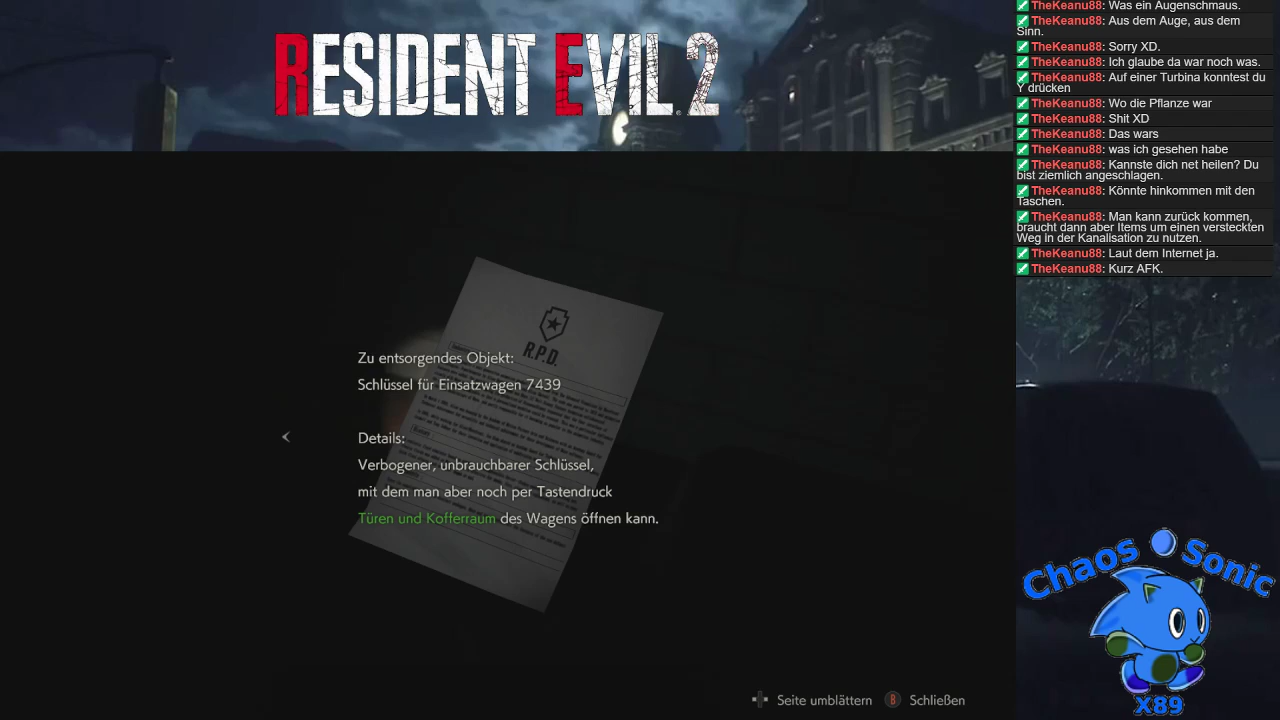 RESIDENT EVIL 2
TheKeanu88: Was ein Augenschmaus.
TheKeanu88: Aus dem Auge, aus dem
Sinn.
TheKeanu88: Sorry XD.
TheKeanu88: Ich glaube da war noch was.
TheKeanu88: Auf einer Turbina konntest du
Y drücken
TheKeanu88: Wo die Pflanze war
TheKeanu88: Shit XD
TheKeanu88: Das wars
TheKeanu88: was ich gesehen habe
TheKeanu88: Kannste dich net heilen? Du
bist ziemlich angeschlagen.
TheKeanu88: Könnte hinkommen mit den
Taschen.
TheKeanu88: Man kann zurück kommen,
braucht dann aber Items um einen versteckten
Weg in der Kanalisation zu nutzen.
TheKeanu88: Laut dem Internet ja.
TheKeanu88: Kurz AFK.
R.P.D.
Zu entsorgendes Objekt:
Schlüssel für Einsatzwagen 7439
Details:
Verbogener, unbrauchbarer Schlüssel,
mit dem man aber noch per Tastendruck
Türen und Kofferraum des Wagens öffnen kann.
Seite umblättern B Schließen
Chaos Sonic
X89